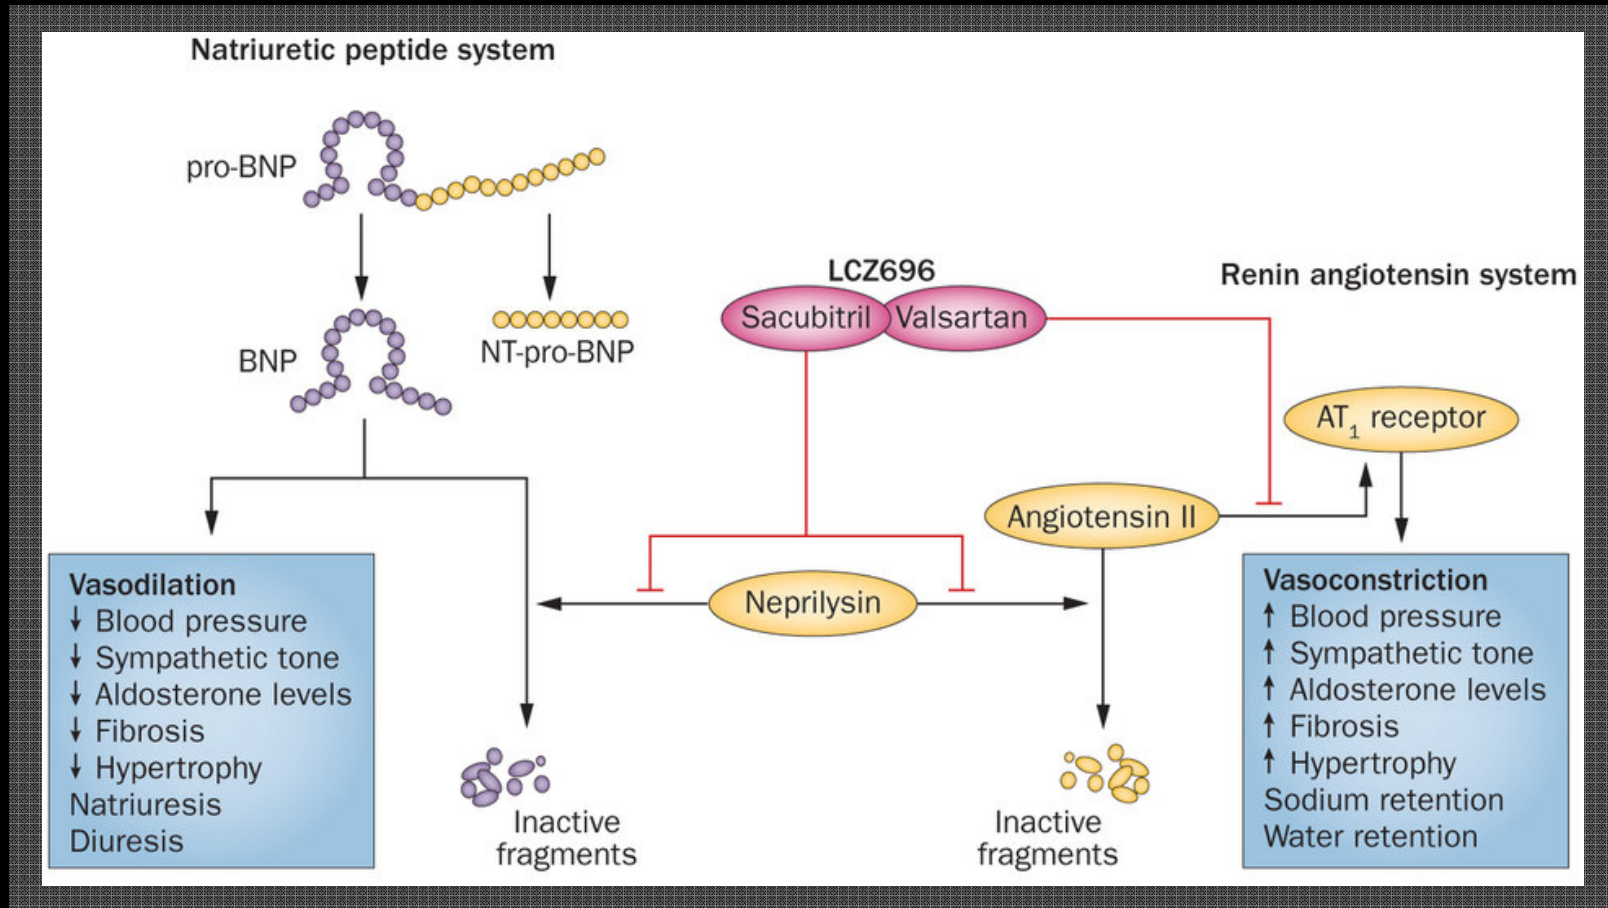 Natriuretic peptide system
pro-BNP
BNP
NT-pro-BNP
LCZ696
Sacubitril
Valsartan
Renin angiotensin system
AT₁ receptor
Angiotensin II
Neprilysin
Vasodilation
↓ Blood pressure
↓ Sympathetic tone
↓ Aldosterone levels
↓ Fibrosis
↓ Hypertrophy
Natriuresis
Diuresis
Inactive
fragments
Inactive
fragments
Vasoconstriction
↑ Blood pressure
↑ Sympathetic tone
↑ Aldosterone levels
↑ Fibrosis
↑ Hypertrophy
Sodium retention
Water retention